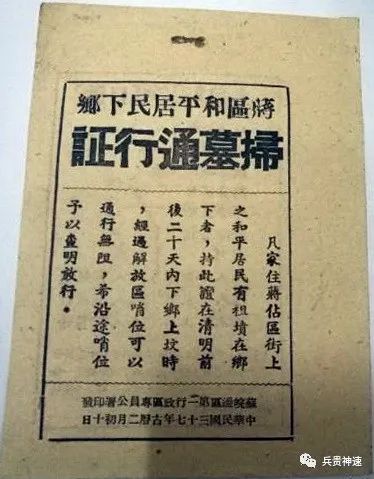 蔣區和平居民下鄉
掃墓通行証
凡家住蔣佔區街上
之和平居民有祖墳在鄉
下者，持此證在清明前
後二十天內下鄉上墳時
，經過解放區哨位可以
通行無阻，希沿途哨位
予以查明放行。
蘇皖邊區第二行政區專員公署印發
中華民國三十七年古曆二月初十日
兵贵神速